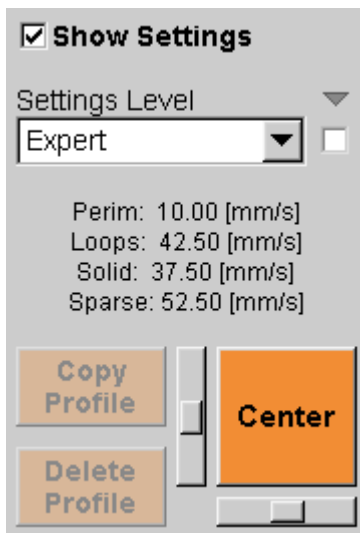 Show Settings
Settings Level
Expert
Perim: 10.00 [mm/s]
Loops: 42.50 [mm/s]
Solid: 37.50 [mm/s]
Sparse: 52.50 [mm/s]
Copy
Profile
Center
Delete
Profile